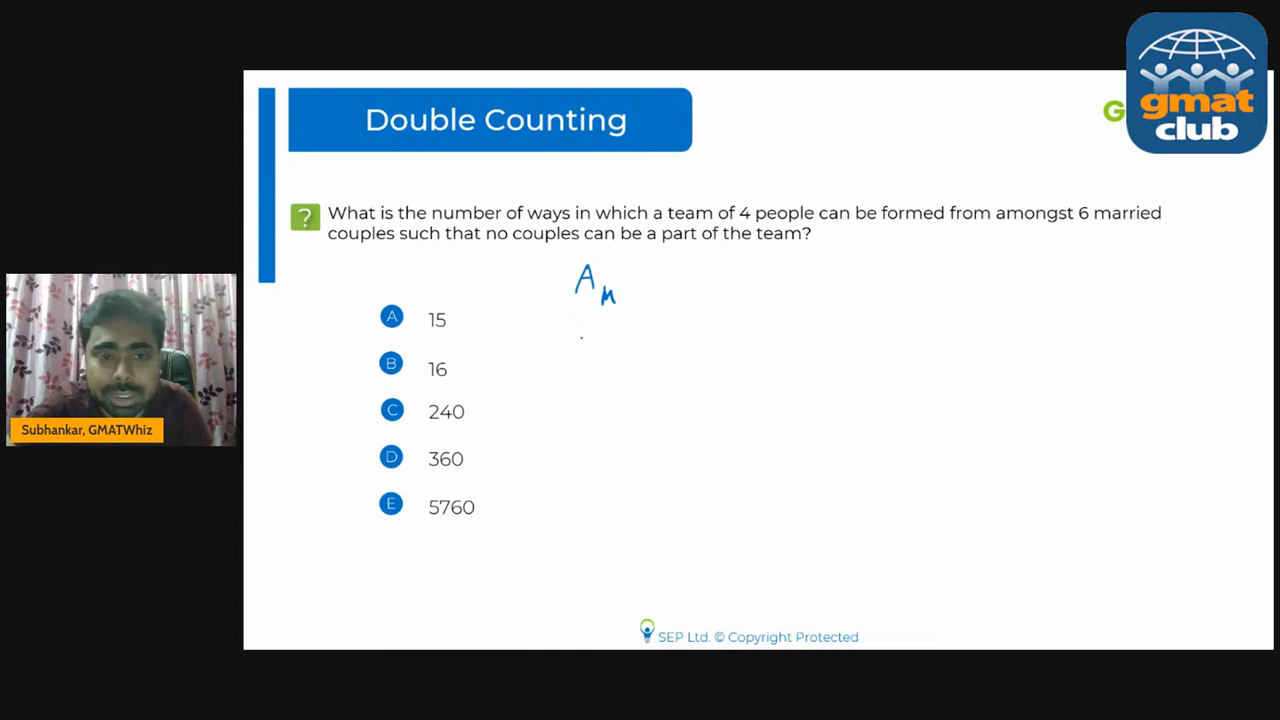 gmat
club
G
Double Counting
?
What is the number of ways in which a team of 4 people can be formed from amongst 6 married
couples such that no couples can be a part of the team?
A M
A 15
B 16
C 240
D 360
E 5760
Subhankar, GMATWhiz
SEP Ltd. © Copyright Protected